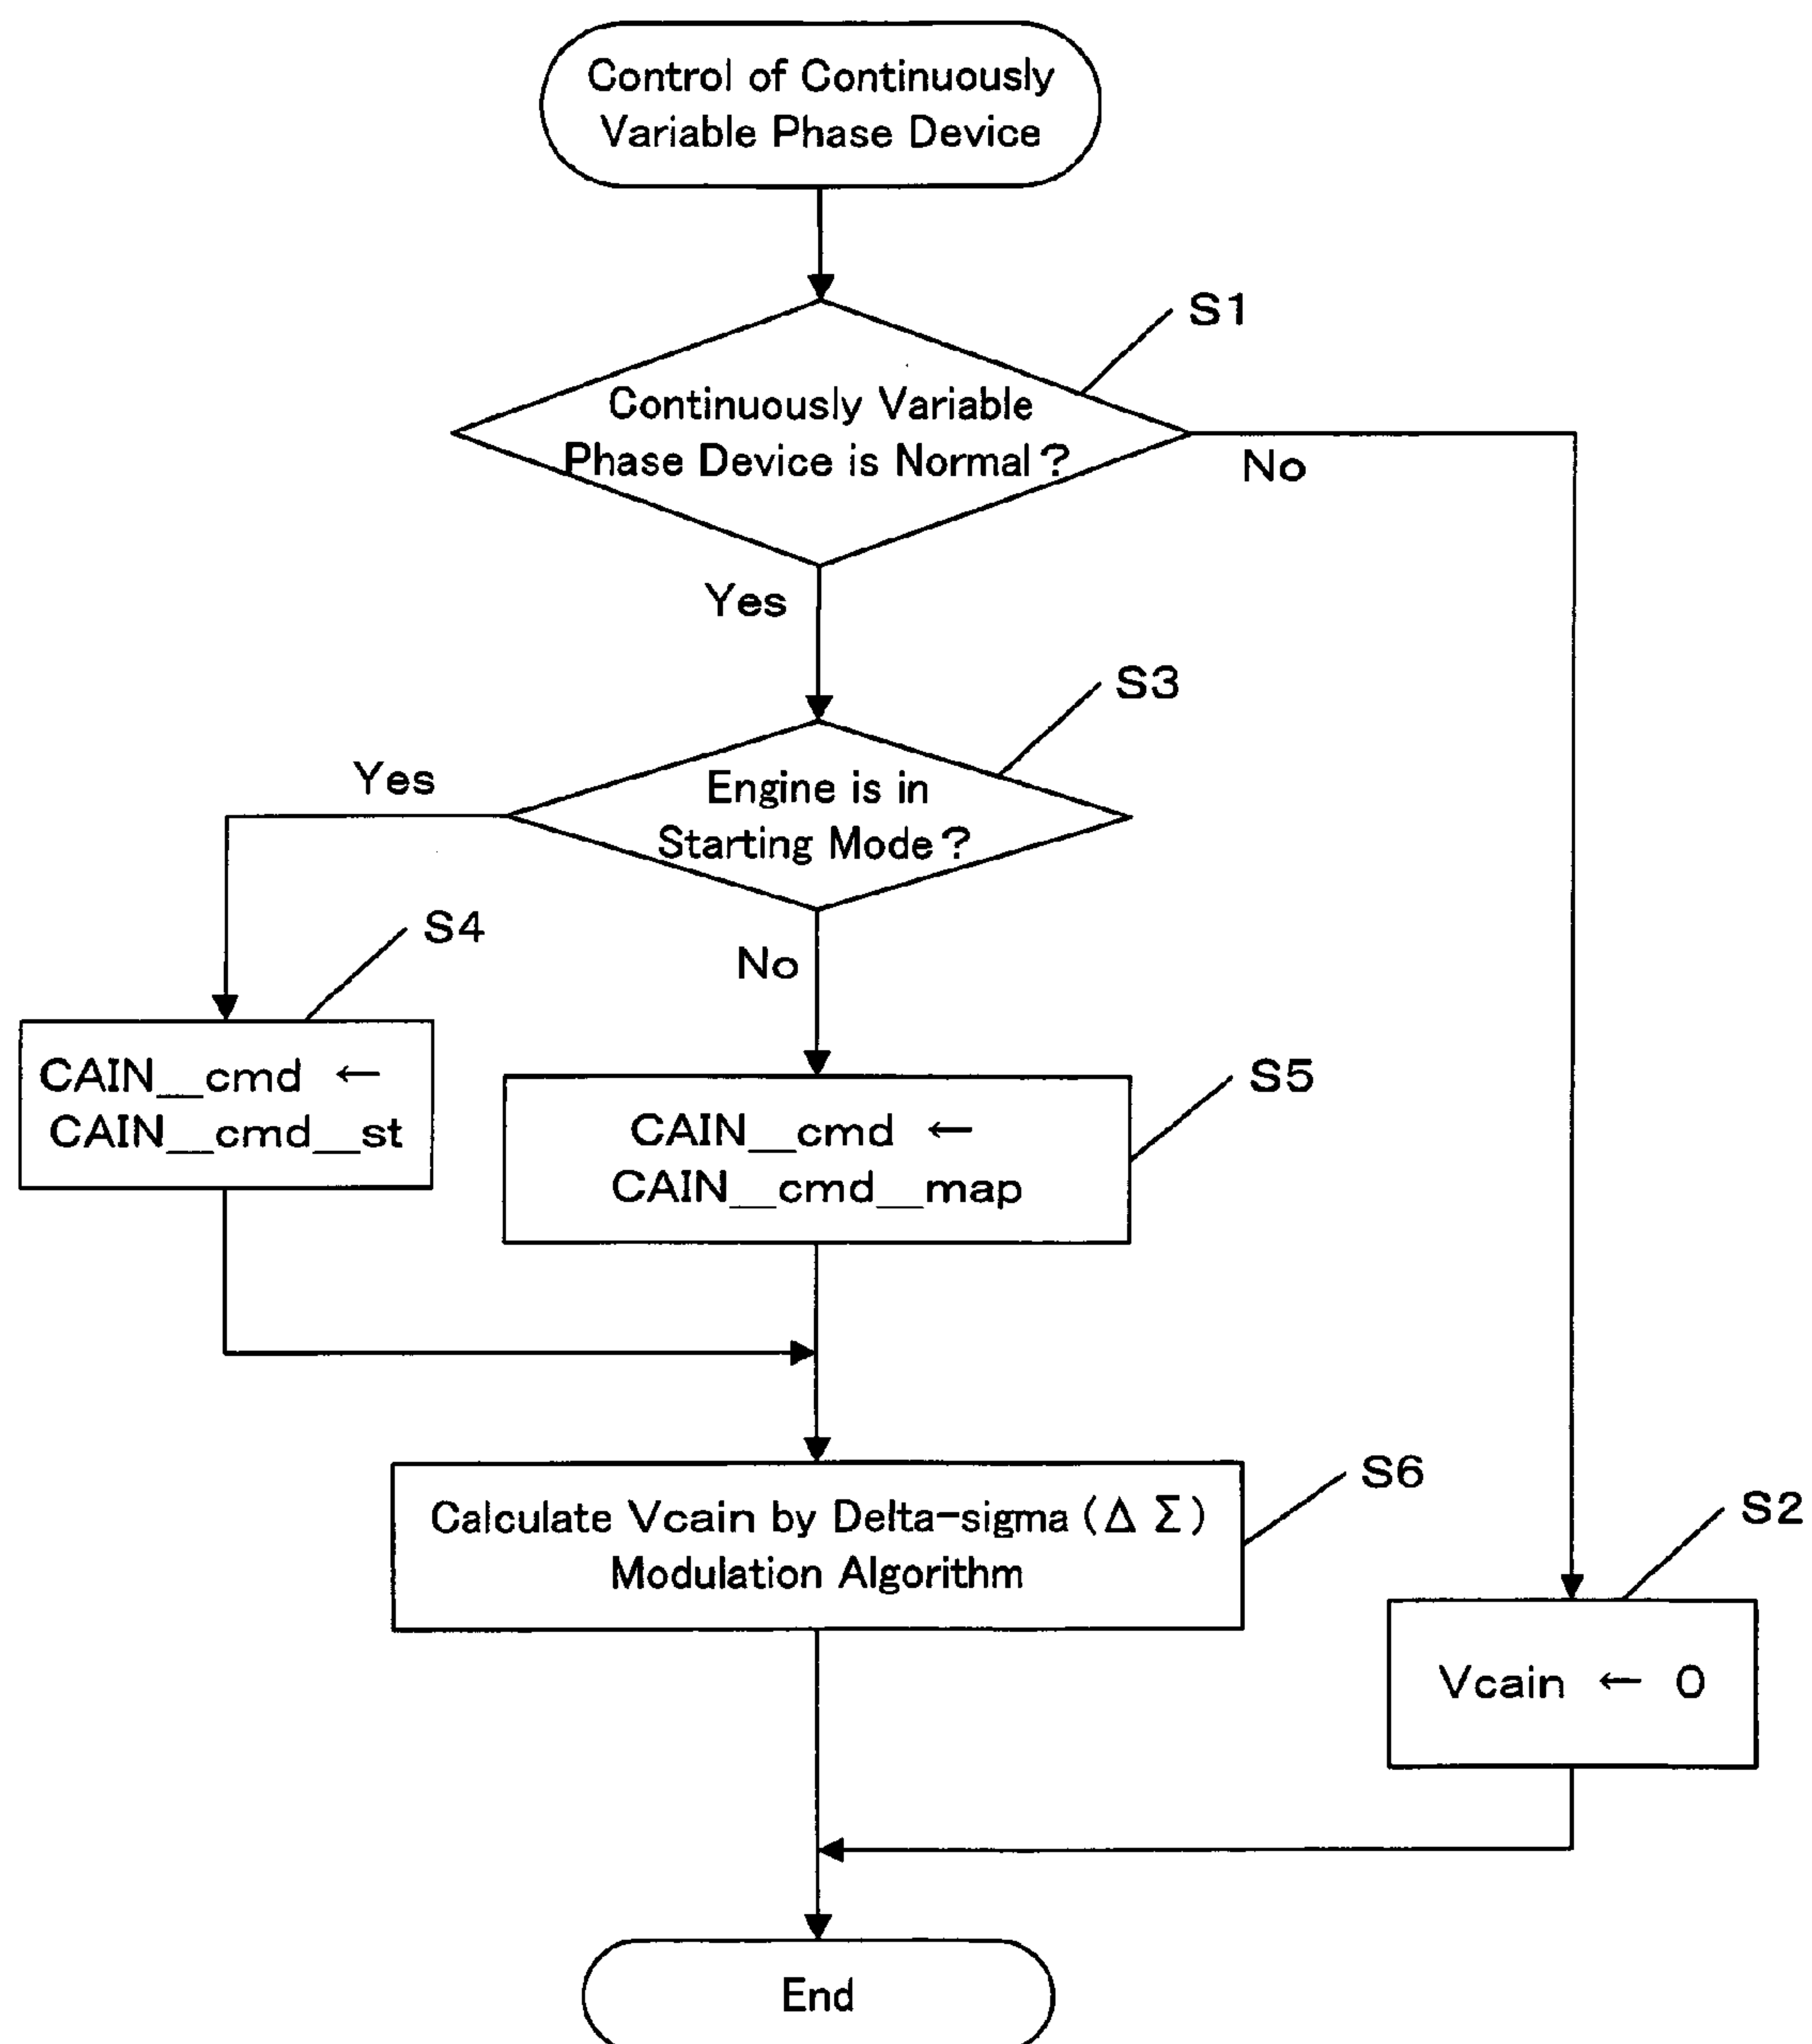 Control of Continuously
Variable Phase Device
S1
Continuously Variable
Phase Device is Normal?
No
Yes
S3
Engine is in
Starting Mode?
Yes
No
S4
CAIN__cmd ←
CAIN__cmd__st
S5
CAIN__cmd ←
CAIN__cmd__map
S6
Calculate Vcain by Delta-sigma (Δ Σ)
Modulation Algorithm
S2
Vcain ← 0
End